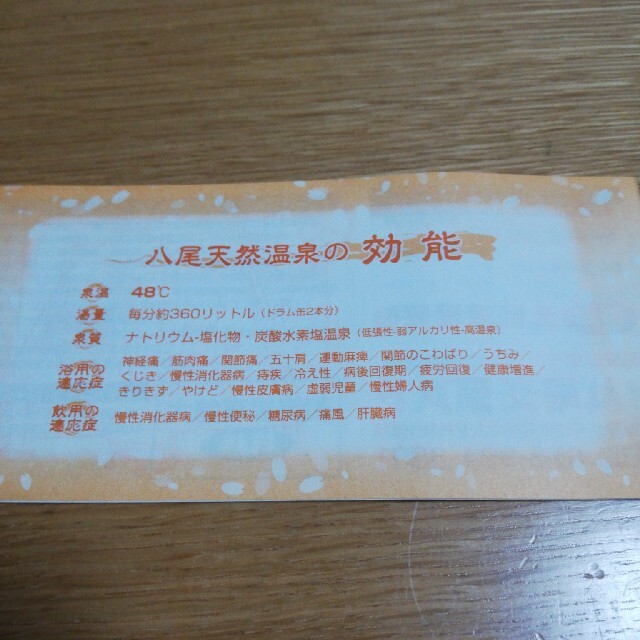 八尾天然温泉の効能
泉温 48℃
湯量 毎分約360リットル（ドラム缶2本分）
泉質 ナトリウム-塩化物・炭酸水素塩温泉（低張性-弱アルカリ性-高温泉）
浴用の適応症
神経痛／筋肉痛／関節痛／五十肩／運動麻痺／関節のこわばり／うちみ／
くじき／慢性消化器病／痔疾／冷え性／病後回復期／疲労回復／健康増進／
きりきず／やけど／慢性皮膚病／虚弱児童／慢性婦人病
飲用の適応症
慢性消化器病／慢性便秘／糖尿病／痛風／肝臓病